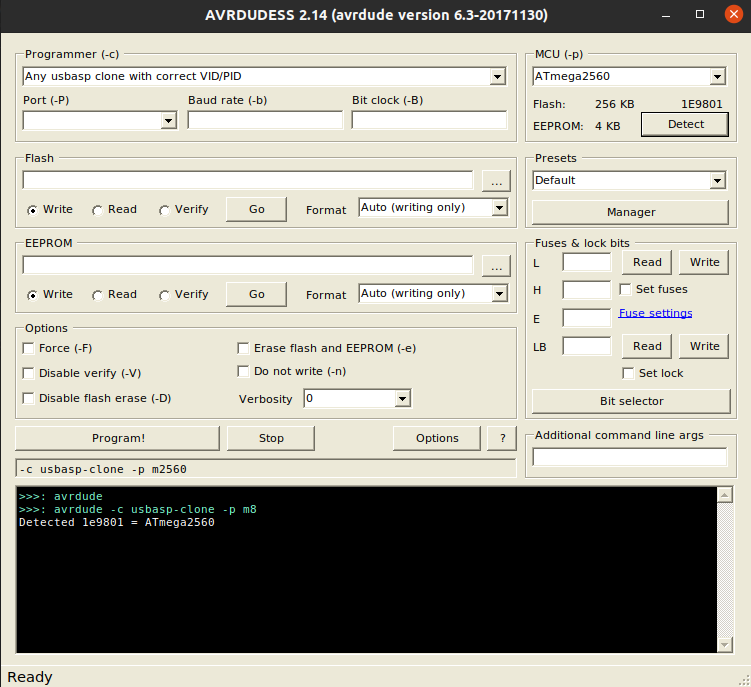 AVRDUDESS 2.14 (avrdude version 6.3-20171130)
Programmer (-c)
Any usbasp clone with correct VID/PID
Port (-P)
Baud rate (-b)
Bit clock (-B)
MCU (-p)
ATmega2560
Flash: 256 KB 1E9801
EEPROM: 4 KB Detect
Flash
...
Write Read Verify Go Format Auto (writing only)
Presets
Default
Manager
EEPROM
...
Write Read Verify Go Format Auto (writing only)
Fuses & lock bits
L Read Write
H Set fuses
E Fuse settings
LB Read Write
Set lock
Bit selector
Options
Force (-F) Erase flash and EEPROM (-e)
Disable verify (-V) Do not write (-n)
Disable flash erase (-D) Verbosity 0
Program! Stop Options ?
Additional command line args
-c usbasp-clone -p m2560
>>>: avrdude
>>>: avrdude -c usbasp-clone -p m8
Detected 1e9801 = ATmega2560
Ready